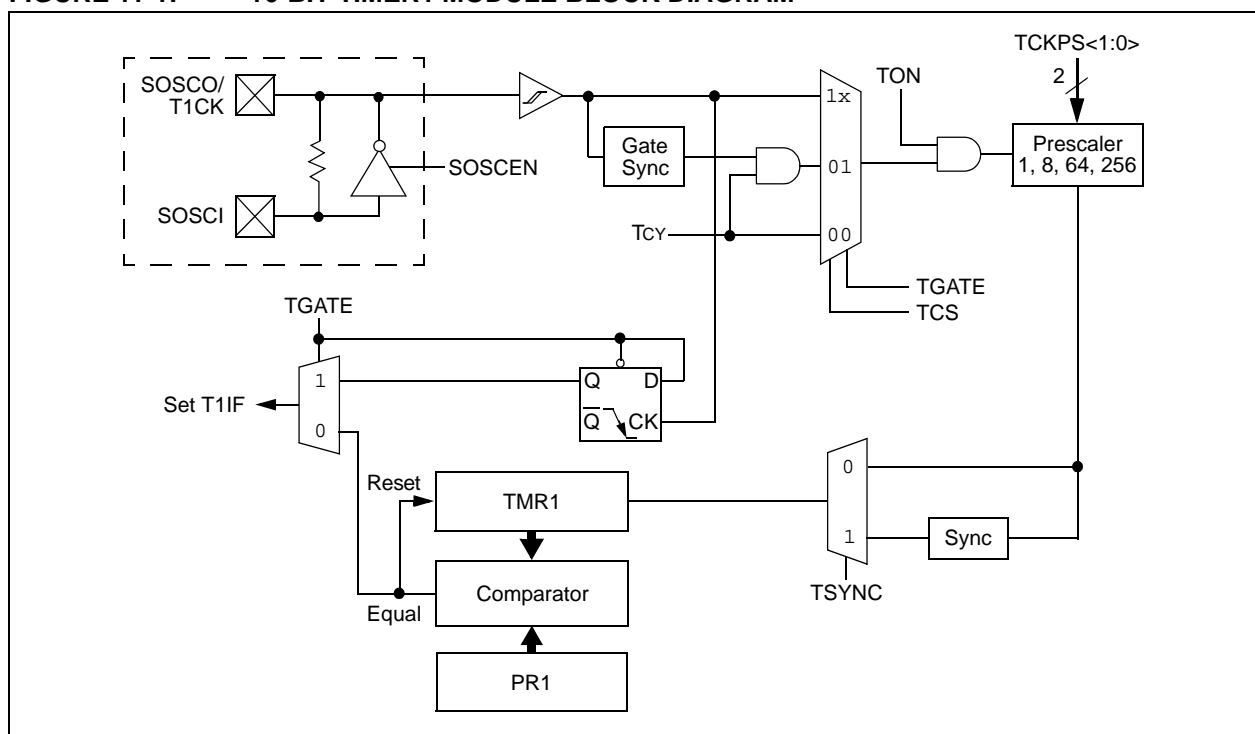 SOSCO/
T1CK
SOSCI
SOSCEN
Gate
Sync
TCY
1x
01
00
TGATE
TCS
TON
TCKPS<1:0>
2
Prescaler
1, 8, 64, 256
TGATE
1
0
Set T1IF
Q
D
Q
CK
Reset
TMR1
Equal
Comparator
PR1
0
1
Sync
TSYNC